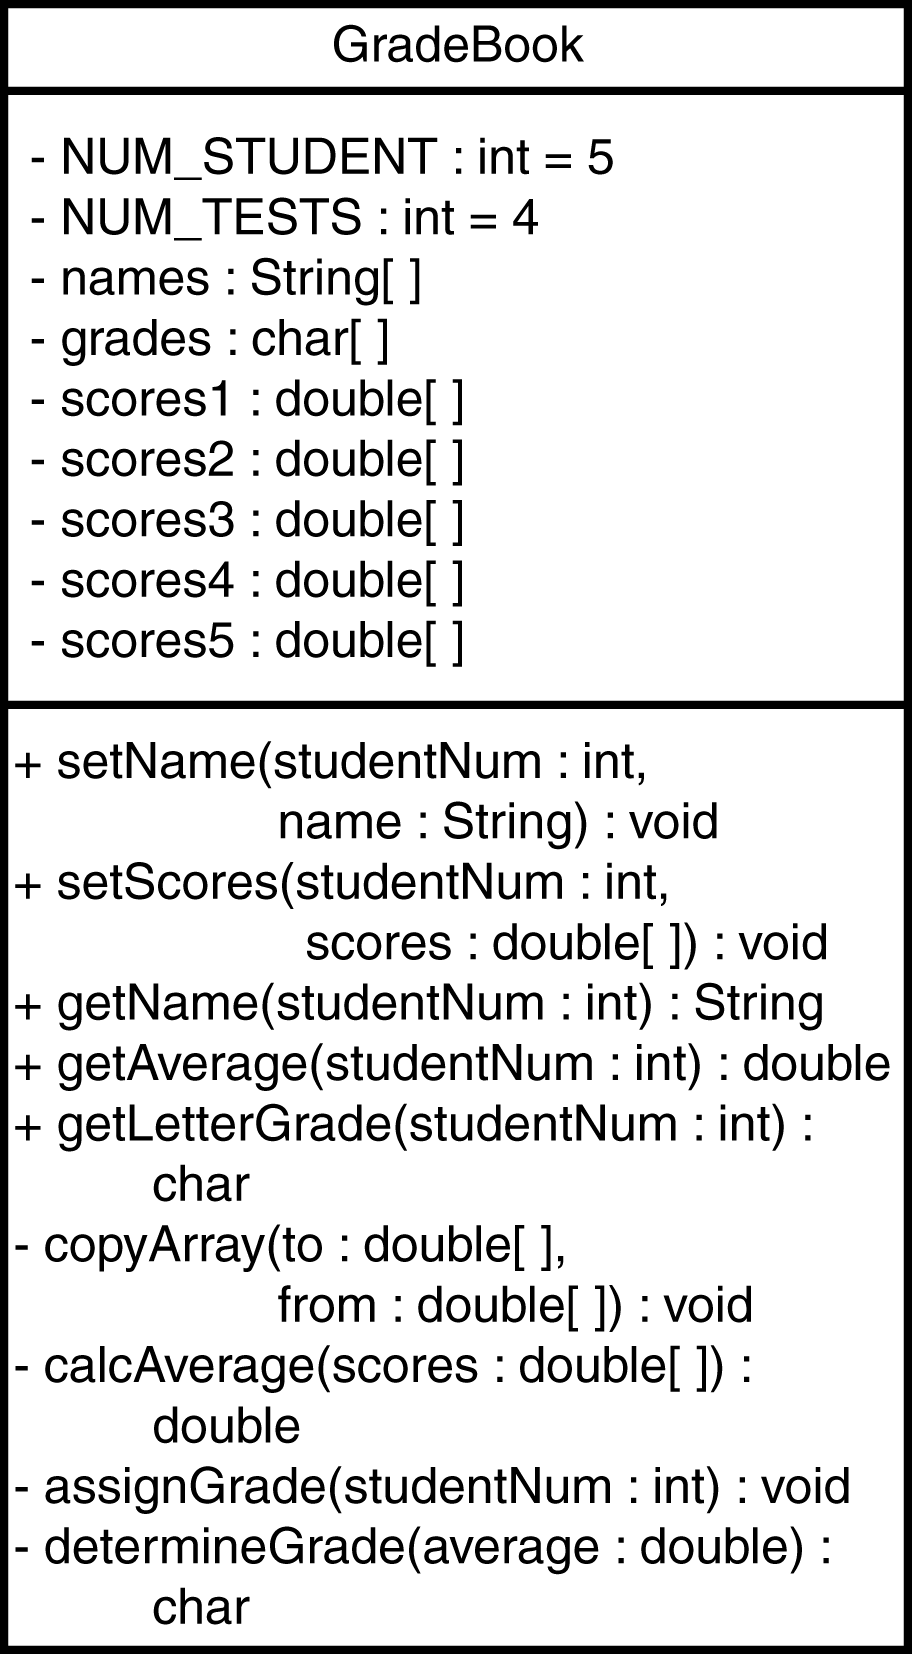 GradeBook
- NUM_STUDENT : int = 5
- NUM_TESTS : int = 4
- names : String[ ]
- grades : char[ ]
- scores1 : double[ ]
- scores2 : double[ ]
- scores3 : double[ ]
- scores4 : double[ ]
- scores5 : double[ ]
+ setName(studentNum : int,
name : String) : void
+ setScores(studentNum : int,
scores : double[ ]) : void
+ getName(studentNum : int) : String
+ getAverage(studentNum : int) : double
+ getLetterGrade(studentNum : int) :
char
- copyArray(to : double[ ],
from : double[ ]) : void
- calcAverage(scores : double[ ]) :
double
- assignGrade(studentNum : int) : void
- determineGrade(average : double) :
char